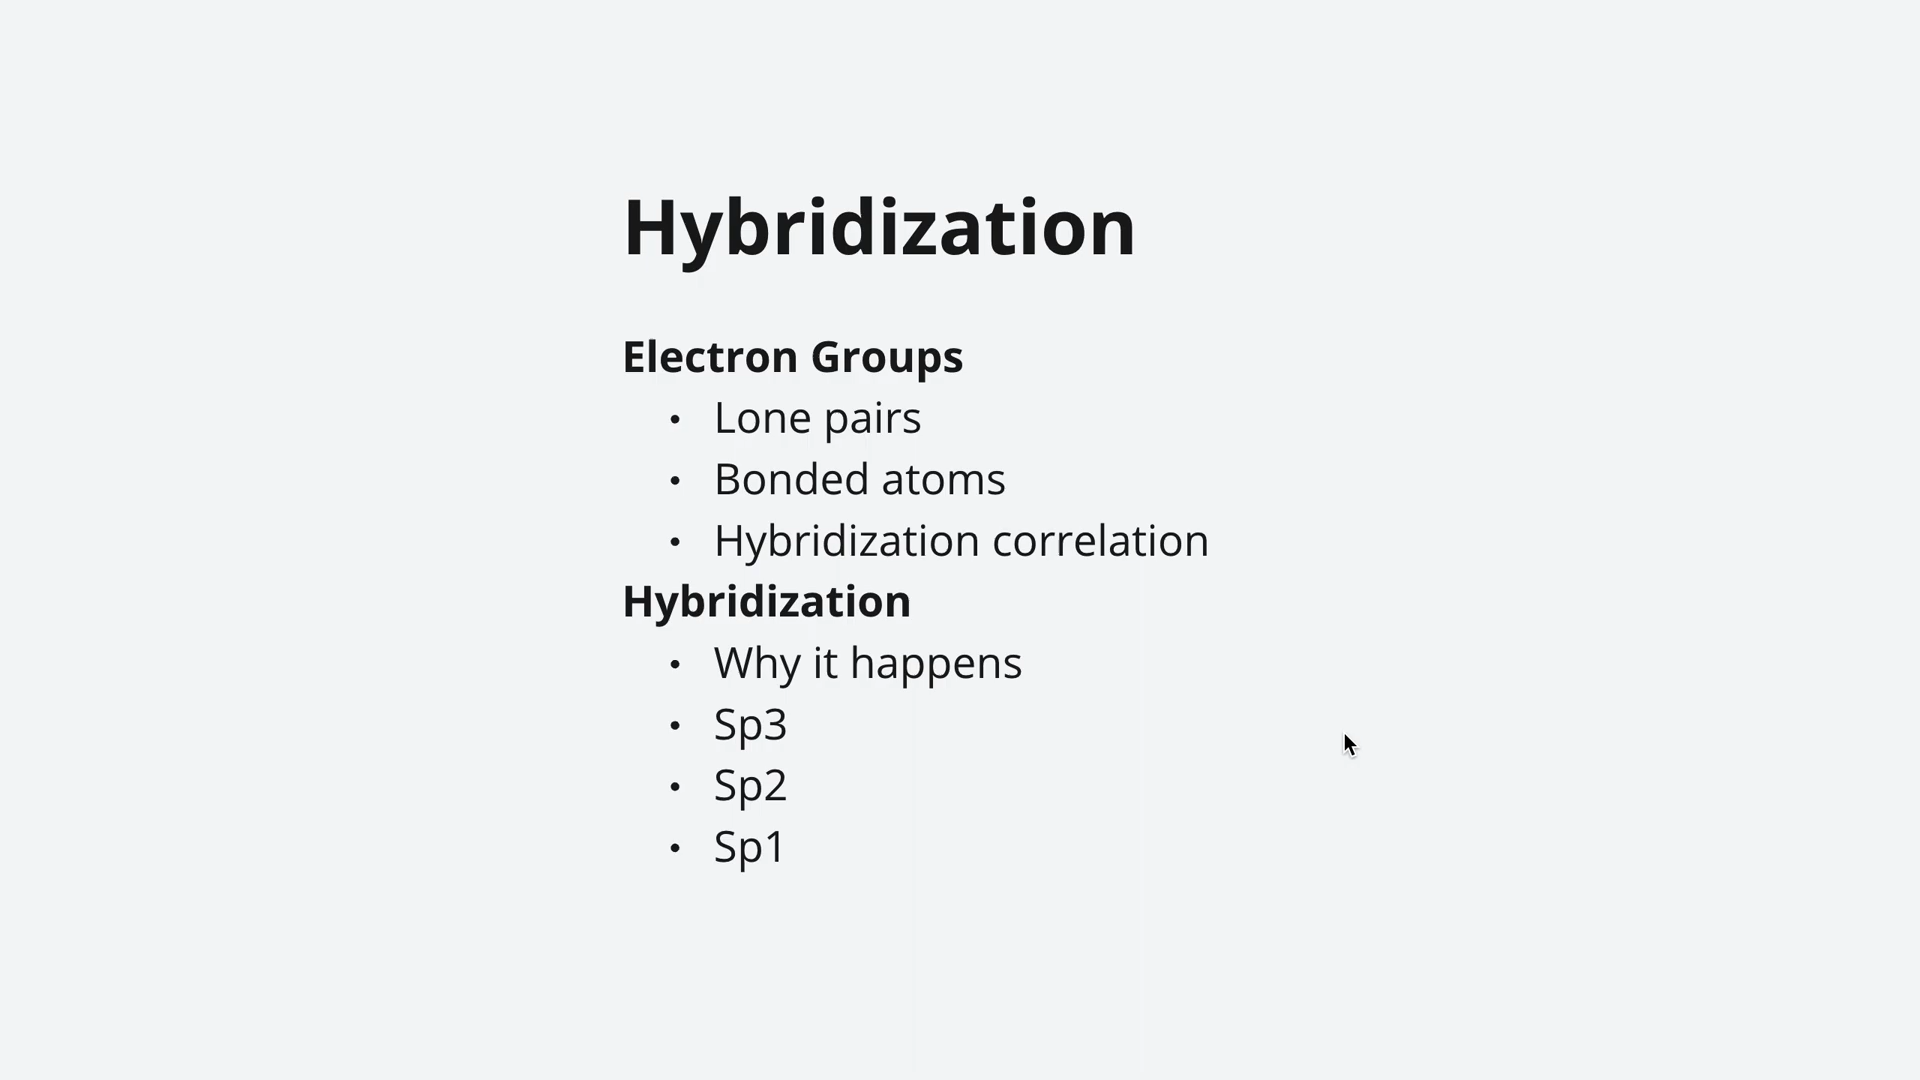 Hybridization
Electron Groups
• Lone pairs
• Bonded atoms
• Hybridization correlation
Hybridization
• Why it happens
• Sp3
• Sp2
• Sp1